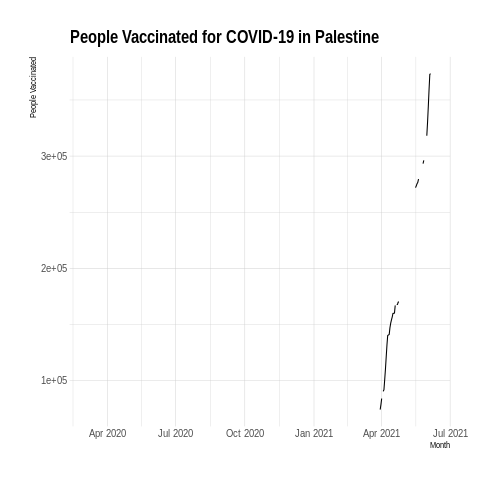 People Vaccinated for COVID-19 in Palestine
People Vaccinated
3e+05
2e+05
1e+05
Apr 2020 Jul 2020 Oct 2020 Jan 2021 Apr 2021 Jul 2021
Month